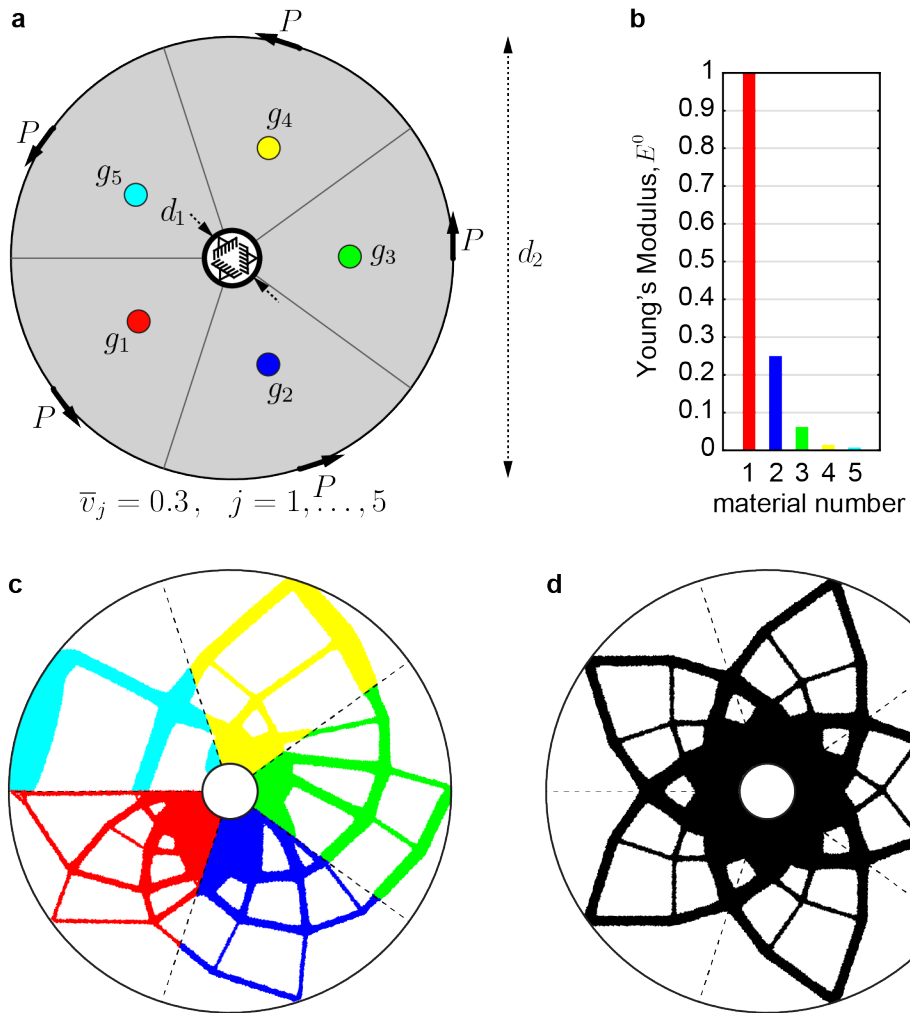 a
P
P
g₄
g₅
d₁
P
g₃
d₂
g₁
g₂
P
P
v̅ⱼ = 0.3 , j = 1, . . . , 5
b
Young's Modulus, E⁰
1
0.9
0.8
0.7
0.6
0.5
0.4
0.3
0.2
0.1
0
1 2 3 4 5
material number
c
d